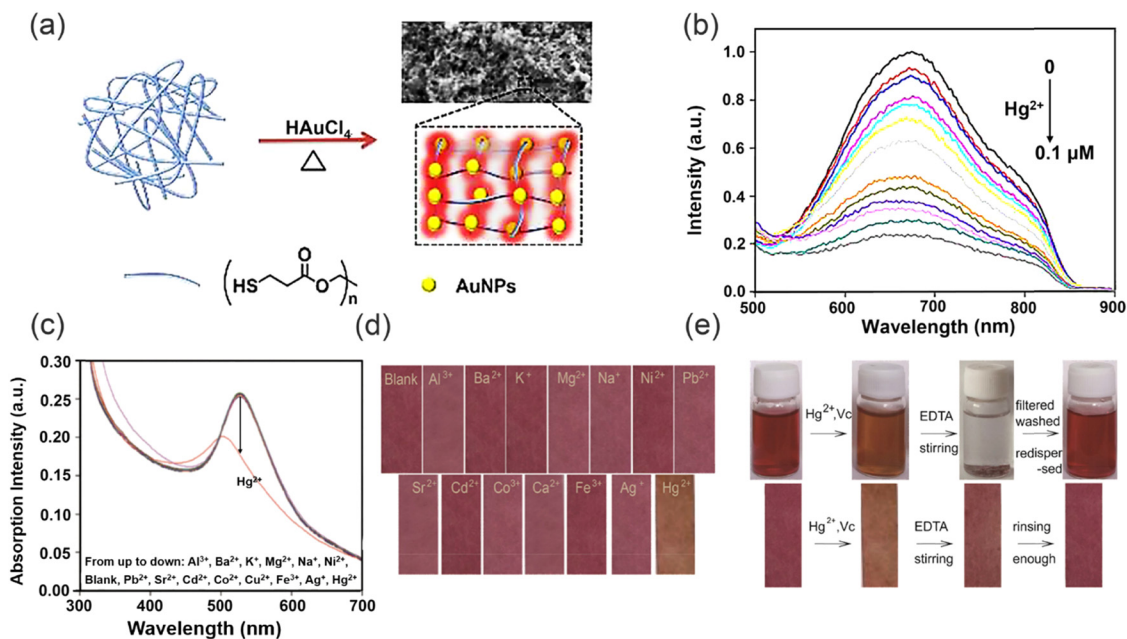 (a)
HAuCl₄
△
HS
O
O
n
AuNPs
(b)
Intensity (a.u.)
1.0
0.8
0.6
0.4
0.2
0.0
0
Hg²⁺
0.1 μM
500 600 700 800 900
Wavelength (nm)
(c)
Absorption Intensity (a.u.)
0.30
0.25
0.20
0.15
0.10
0.05
0.00
Hg²⁺
From up to down: Al³⁺, Ba²⁺, K⁺, Mg²⁺, Na⁺, Ni²⁺,
Blank, Pb²⁺, Sr²⁺, Cd²⁺, Co²⁺, Cu²⁺, Fe³⁺, Ag⁺, Hg²⁺
300 400 500 600 700
Wavelength (nm)
(d)
Blank Al³⁺ Ba²⁺ K⁺ Mg²⁺ Na⁺ Ni²⁺ Pb²⁺
Sr²⁺ Cd²⁺ Co³⁺ Ca²⁺ Fe³⁺ Ag⁺ Hg²⁺
(e)
Hg²⁺,Vc
EDTA
stirring
filtered
washed
redisper
-sed
Hg²⁺,Vc
EDTA
stirring
rinsing
enough